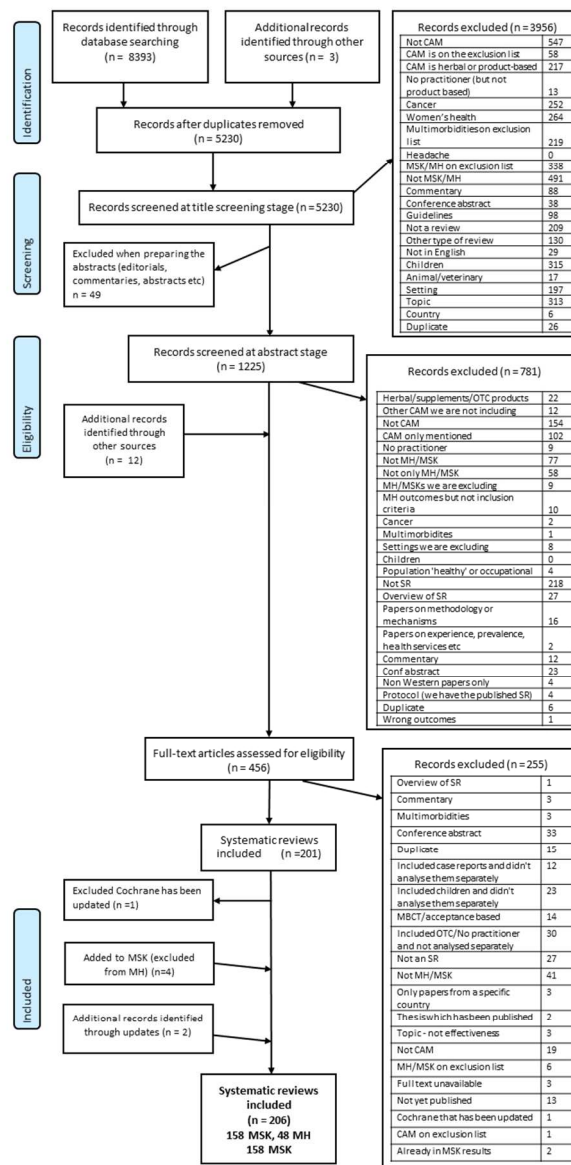 Identification
Screening
Eligibility
Included
Records identified through
database searching
(n = 8393)
Additional records
identified through other
sources (n = 3)
Records after duplicates removed
(n = 5230)
Records screened at title screening stage (n = 5230)
Excluded when preparing the
abstracts (editorials,
commentaries, abstracts etc)
n = 49
Records screened at abstract stage
(n = 1225)
Additional records
identified through
other sources
(n = 12)
Full-text articles assessed for eligibility
(n = 456)
Systematic reviews
included (n =201)
Excluded Cochrane has been
updated (n =1)
Added to MSK (excluded
from MH) (n=4)
Additional records identified
through updates (n = 2)
Systematic reviews
included
(n = 206)
158 MSK, 48 MH
158 MSK
Records excluded (n = 3956)
Not CAM 547
CAM is on the exclusion list 58
CAM is herbal or product-based 217
No practitioner (but not
product based) 13
Cancer 252
Women's health 264
Multimorbidities on exclusion
list 219
Headache 0
MSK/MH on exclusion list 338
Not MSK/MH 491
Commentary 88
Conference abstract 38
Guidelines 98
Not a review 209
Other type of review 130
Not in English 29
Children 315
Animal/veterinary 17
Setting 197
Topic 313
Country 6
Duplicate 26
Records excluded (n = 781)
Herbal/supplements/OTC products 22
Other CAM we are not including 12
Not CAM 154
CAM only mentioned 102
No practitioner 9
Not MH/MSK 77
Not only MH/MSK 58
MH/MSKs we are excluding 9
MH outcomes but not inclusion
criteria 10
Cancer 2
Multimorbidites 1
Settings we are excluding 8
Children 0
Population 'healthy' or occupational 4
Not SR 218
Overview of SR 27
Papers on methodology or
mechanisms 16
Papers on experience, prevalence,
health services etc 2
Commentary 12
Conf abstract 23
Non Western papers only 4
Protocol (we have the published SR) 4
Duplicate 6
Wrong outcomes 1
Records excluded (n = 255)
Overview of SR 1
Commentary 3
Multimorbidities 3
Conference abstract 33
Duplicate 15
Included case reports and didn't
analyse them separately 12
Included children and didn't
analyse them separately 23
MBCT/acceptance based 14
Included OTC/No practitioner
and not analysed separately 30
Not an SR 27
Not MH/MSK 41
Only papers from a specific
country 3
Thesis which has been published 2
Topic - not effectiveness 3
Not CAM 19
MH/MSK on exclusion list 6
Full text unavailable 3
Not yet published 13
Cochrane that has been updated 1
CAM on exclusion list 1
Already in MSK results 2